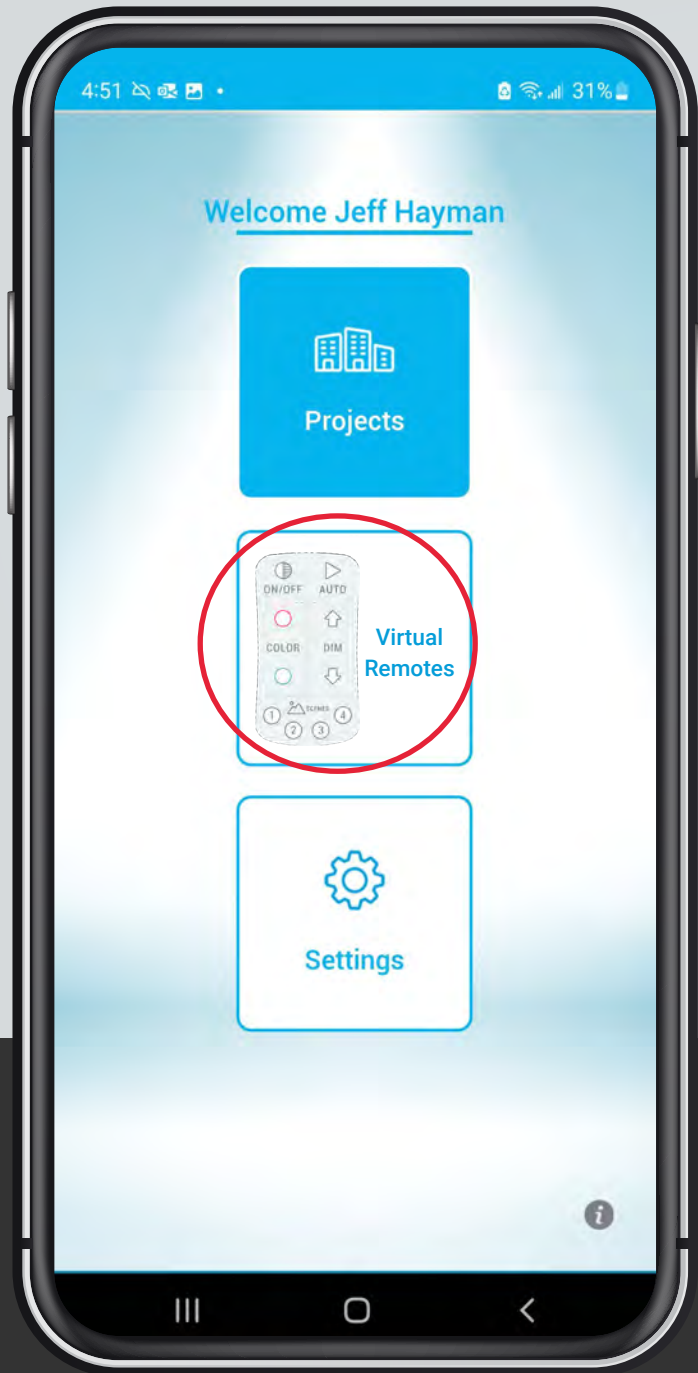 4:51
31%
Welcome Jeff Hayman
Projects
ON/OFF AUTO
COLOR DIM
SCENES
1 4
2 3
Virtual
Remotes
Settings
i